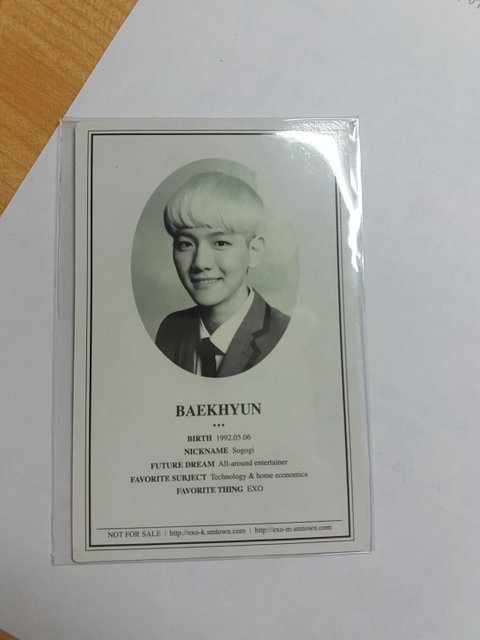 BAEKHYUN
BIRTH 1992.05.06
NICKNAME Sogogi
FUTURE DREAM All-around entertainer
FAVORITE SUBJECT Technology & home economics
FAVORITE THING EXO
NOT FOR SALE | http://exo-k.smtown.com | http://exo-m.smtown.com